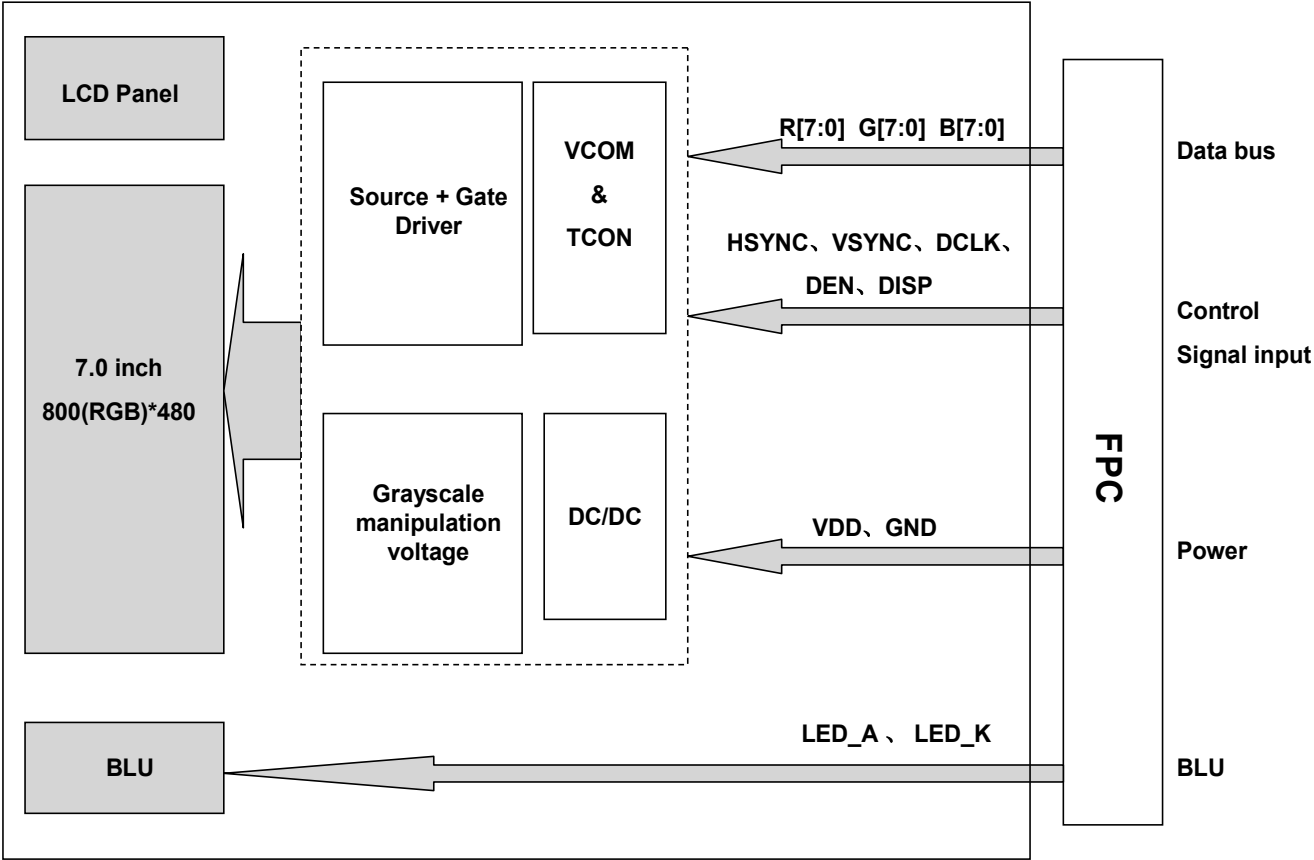 LCD Panel
7.0 inch
800(RGB)*480
BLU
Source + Gate
Driver
VCOM
&
TCON
Grayscale
manipulation
voltage
DC/DC
R[7:0] G[7:0] B[7:0]
HSYNC、VSYNC、DCLK、
DEN、DISP
VDD、GND
LED_A 、 LED_K
FPC
Data bus
Control
Signal input
Power
BLU